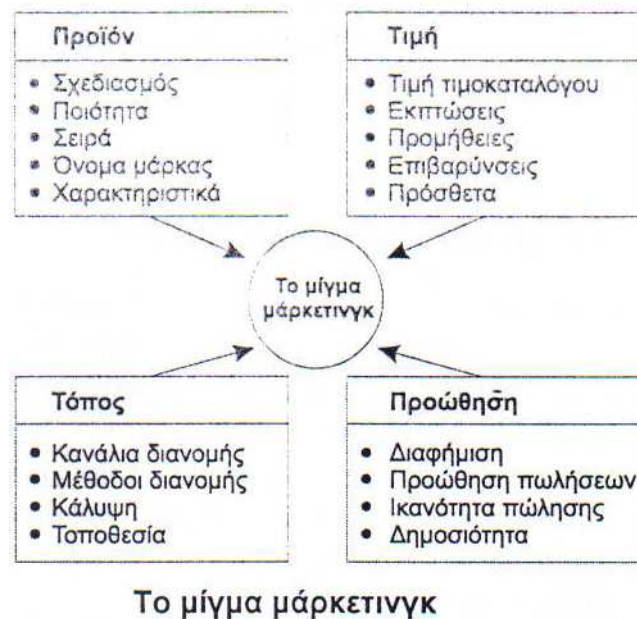 Προϊόν
• Σχεδιασμός
• Ποιότητα
• Σειρά
• Όνομα μάρκας
• Χαρακτηριστικά
Τιμή
• Τιμή τιμοκαταλόγου
• Εκπτώσεις
• Προμήθειες
• Επιβαρύνσεις
• Πρόσθετα
Το μίγμα
μάρκετινγκ
Τόπος
• Κανάλια διανομής
• Μέθοδοι διανομής
• Κάλυψη
• Τοποθεσία
Προώθηση
• Διαφήμιση
• Προώθηση πωλήσεων
• Ικανότητα πώλησης
• Δημοσιότητα
Το μίγμα μάρκετινγκ